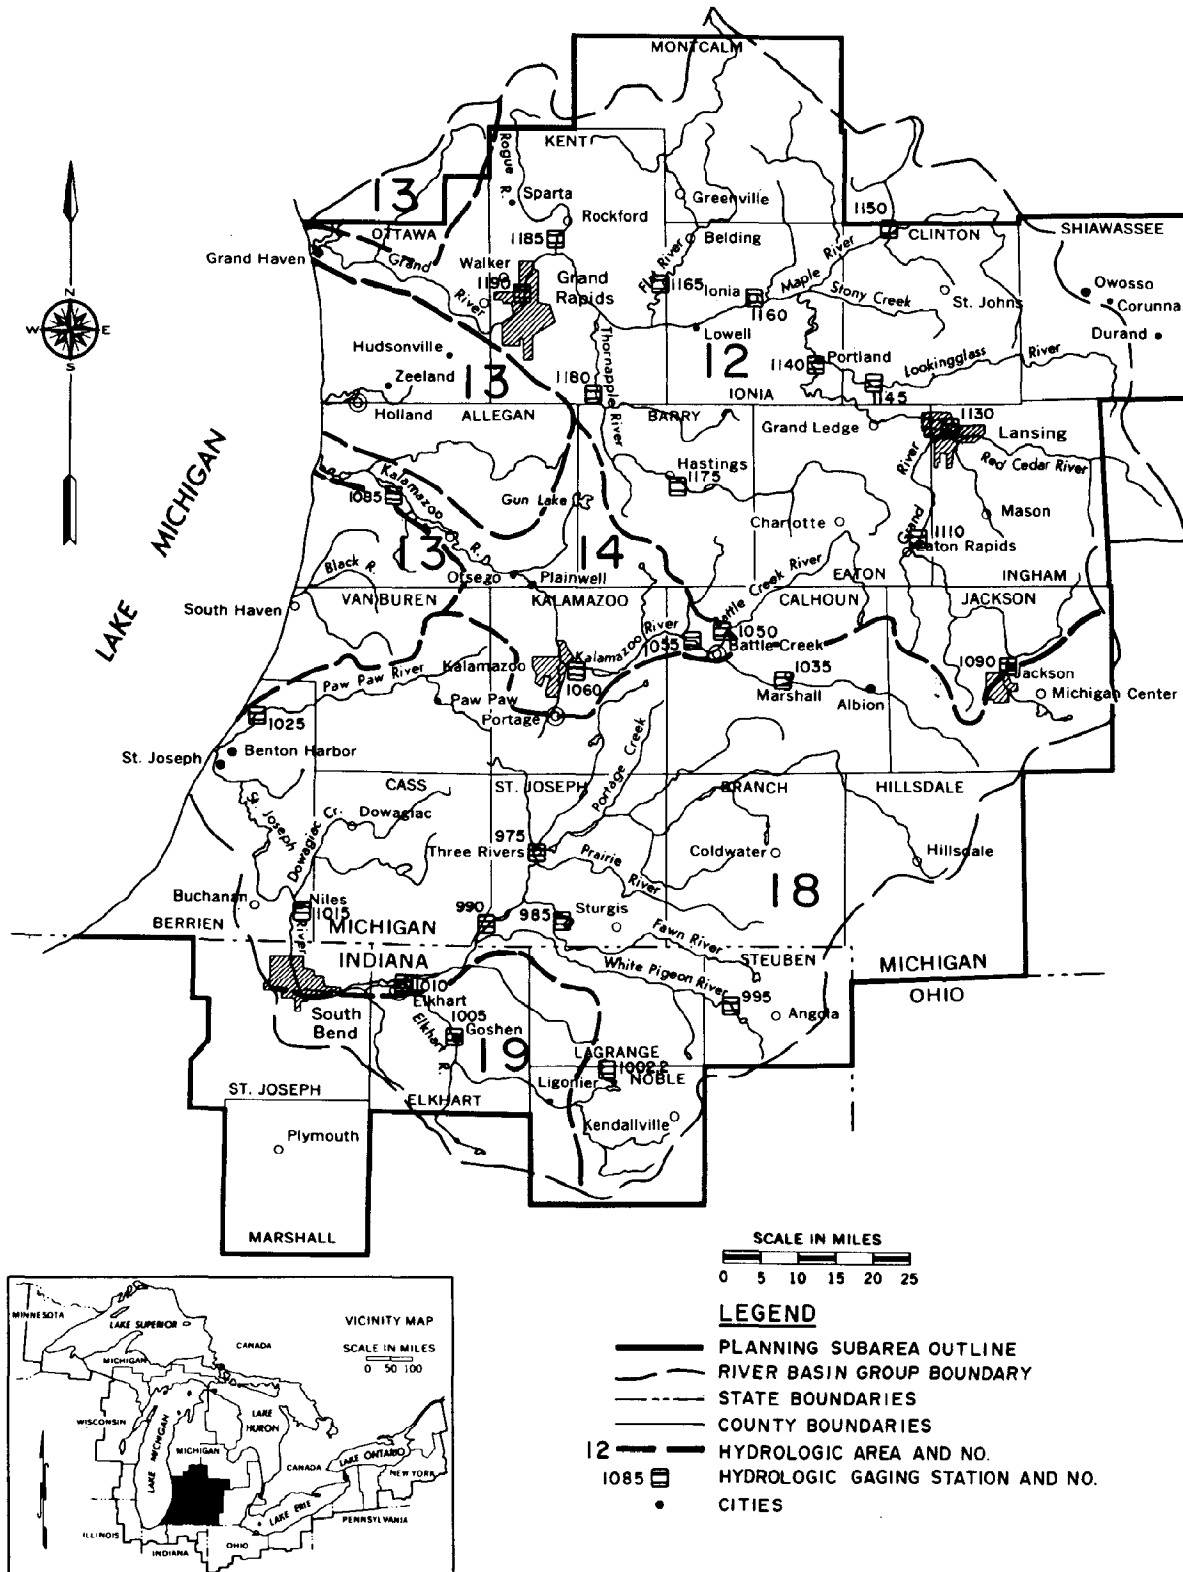 MONTCALM
KENT
Rogue R.
13
Sparta
Greenville
Rockford
1150
OTTAWA
1185
Belding
CLINTON
SHIAWASSEE
Grand Haven
Grand
River
Walker
1190
Grand
Rapids
Flat River
1165
Ionia
1160
Maple River
Stony Creek
St. Johns
Owosso
Corunna
Durand
N
W
E
S
Lowell
Hudsonville
Zeeland
13
Thornapple
River
12
1140
Portland
Lookingglass
River
1180
IONIA
1145
Holland
ALLEGAN
BARRY
Grand Ledge
1130
Lansing
Red Cedar River
LAKE MICHIGAN
1085
Kalamazoo
R.
Gun Lake
Hastings
1175
Charlotte
Grand
River
1110
Mason
Eaton Rapids
13
14
Black R.
Otsego
Plainwell
Battle Creek River
EATON
INGHAM
South Haven
VAN BUREN
KALAMAZOO
CALHOUN
JACKSON
Kalamazoo River
1055
1050
Battle Creek
Kalamazoo
1060
1035
Marshall
Albion
1090
Jackson
Michigan Center
Paw Paw River
Paw Paw
Portage
1025
Benton Harbor
St. Joseph
Portage Creek
CASS
ST. JOSEPH
BRANCH
HILLSDALE
St. Joseph
River
Dowagiac Cr.
Dowagiac
975
Three Rivers
Prairie
River
Coldwater
Hillsdale
18
Buchanan
Niles
11015
990
985
Sturgis
BERRIEN
MICHIGAN
Fawn River
INDIANA
STEUBEN
MICHIGAN
White Pigeon River
OHIO
1010
Elkhart
995
Angola
South
Bend
1005
Goshen
Elkhart R.
19
LAGRANGE
1002.2
NOBLE
ST. JOSEPH
ELKHART
Ligonier
Kendallville
Plymouth
MARSHALL
SCALE IN MILES
0 5 10 15 20 25
LEGEND
PLANNING SUBAREA OUTLINE
RIVER BASIN GROUP BOUNDARY
STATE BOUNDARIES
COUNTY BOUNDARIES
12 HYDROLOGIC AREA AND NO.
1085 HYDROLOGIC GAGING STATION AND NO.
CITIES
VICINITY MAP
SCALE IN MILES
0 50 100
MINNESOTA
LAKE SUPERIOR
CANADA
MICHIGAN
WISCONSIN
LAKE MICHIGAN
LAKE HURON
MICHIGAN
CANADA
LAKE ONTARIO
NEW YORK
LAKE ERIE
PENNSYLVANIA
ILLINOIS
INDIANA
OHIO